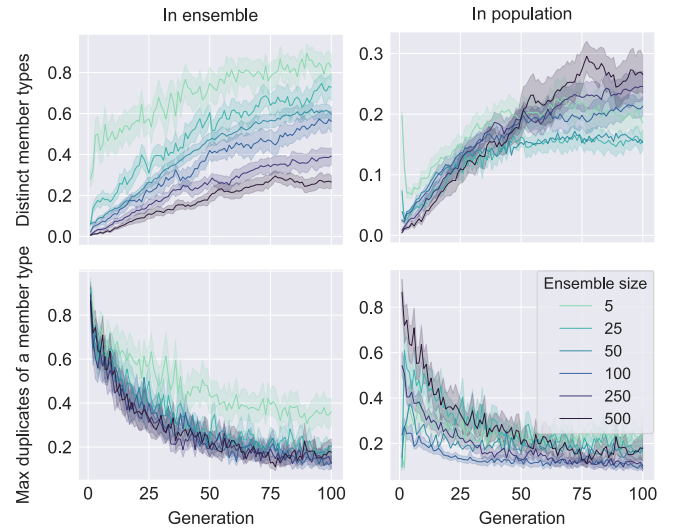 In ensemble
In population
Distinct member types
0.8
0.6
0.4
0.2
0.0
0.3
0.2
0.1
0.0
Max duplicates of a member type
0.8
0.6
0.4
0.2
0.8
0.6
0.4
0.2
Ensemble size
5
25
50
100
250
500
0 25 50 75 100
0 25 50 75 100
Generation
Generation